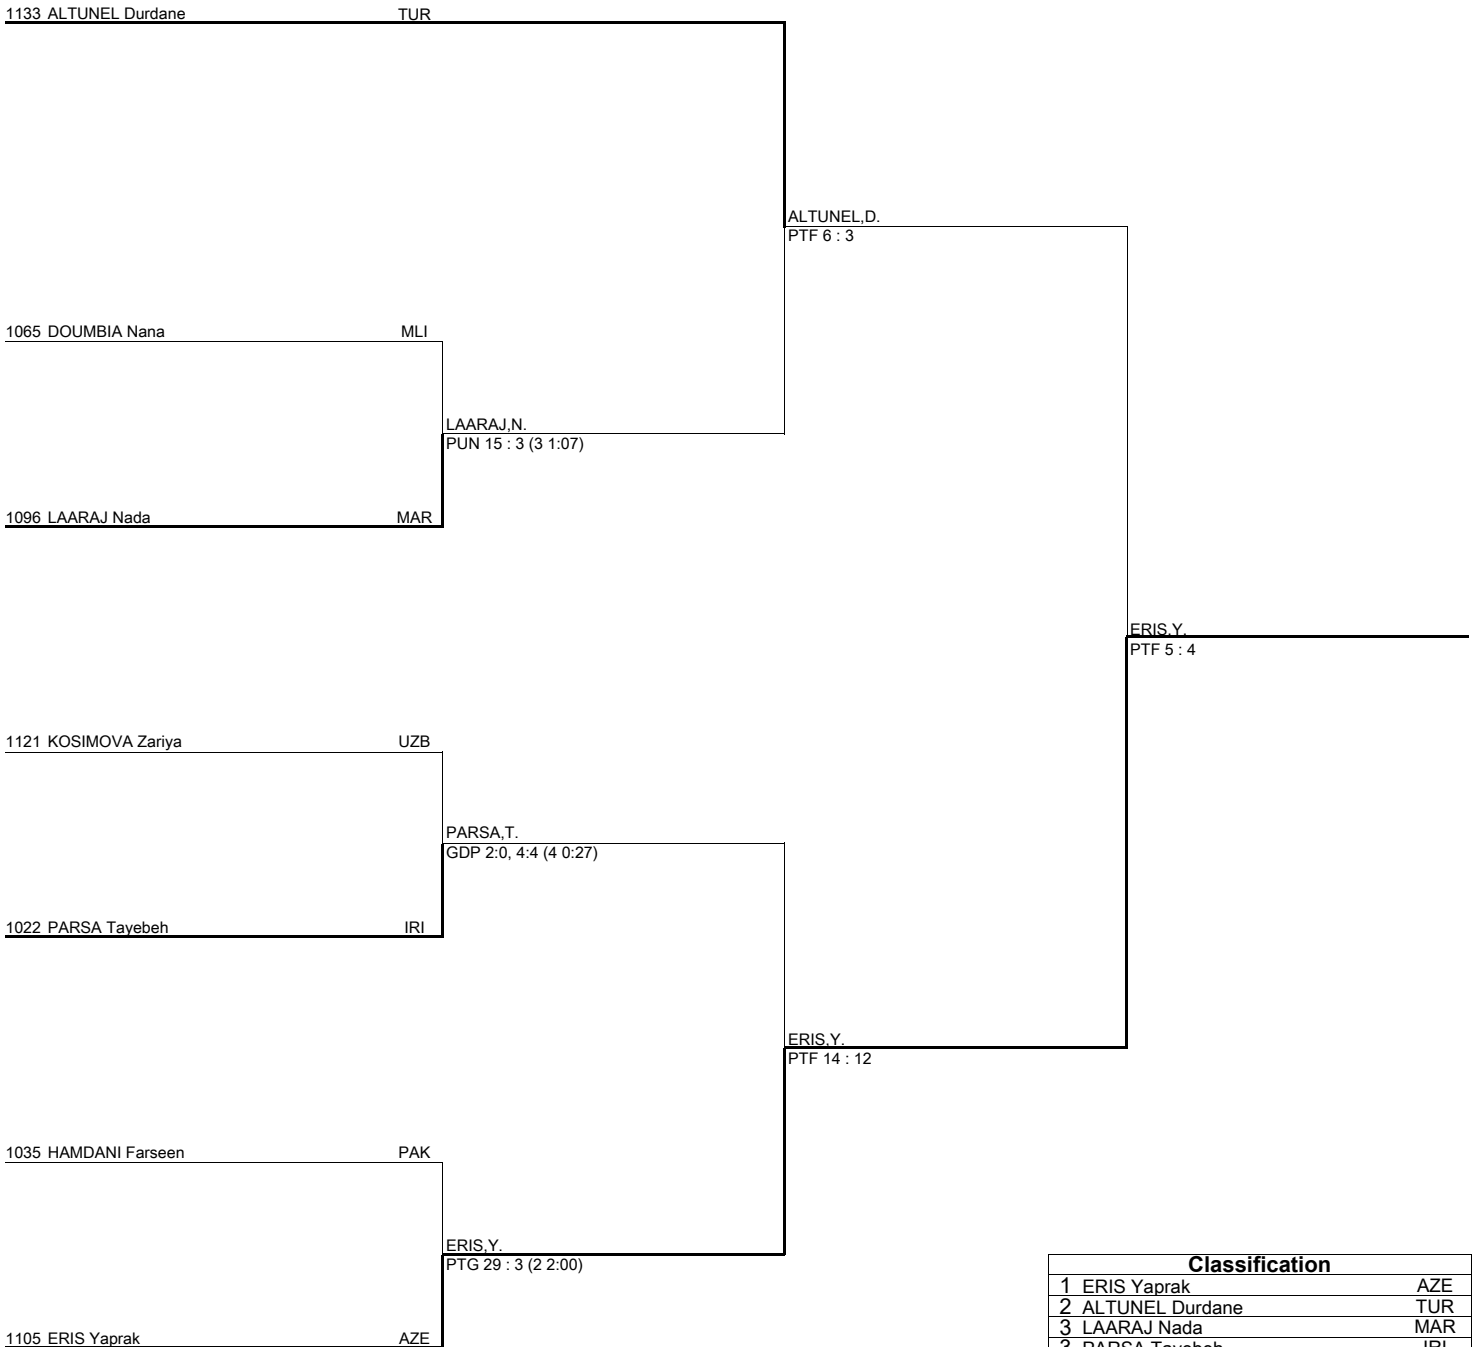 1133 ALTUNEL Durdane TUR
ALTUNEL,D.
PTF 6 : 3
1065 DOUMBIA Nana MLI
LAARAJ,N.
PUN 15 : 3 (3 1:07)
1096 LAARAJ Nada MAR
ERIS,Y.
PTF 5 : 4
1121 KOSIMOVA Zariya UZB
PARSA,T.
GDP 2:0, 4:4 (4 0:27)
1022 PARSA Tayebeh IRI
ERIS,Y.
PTF 14 : 12
1035 HAMDANI Farseen PAK
ERIS,Y.
PTG 29 : 3 (2 2:00)
1105 ERIS Yaprak AZE
Classification
1 ERIS Yaprak AZE
2 ALTUNEL Durdane TUR
3 LAARAJ Nada MAR
3 PARSA Tayebeh IRI